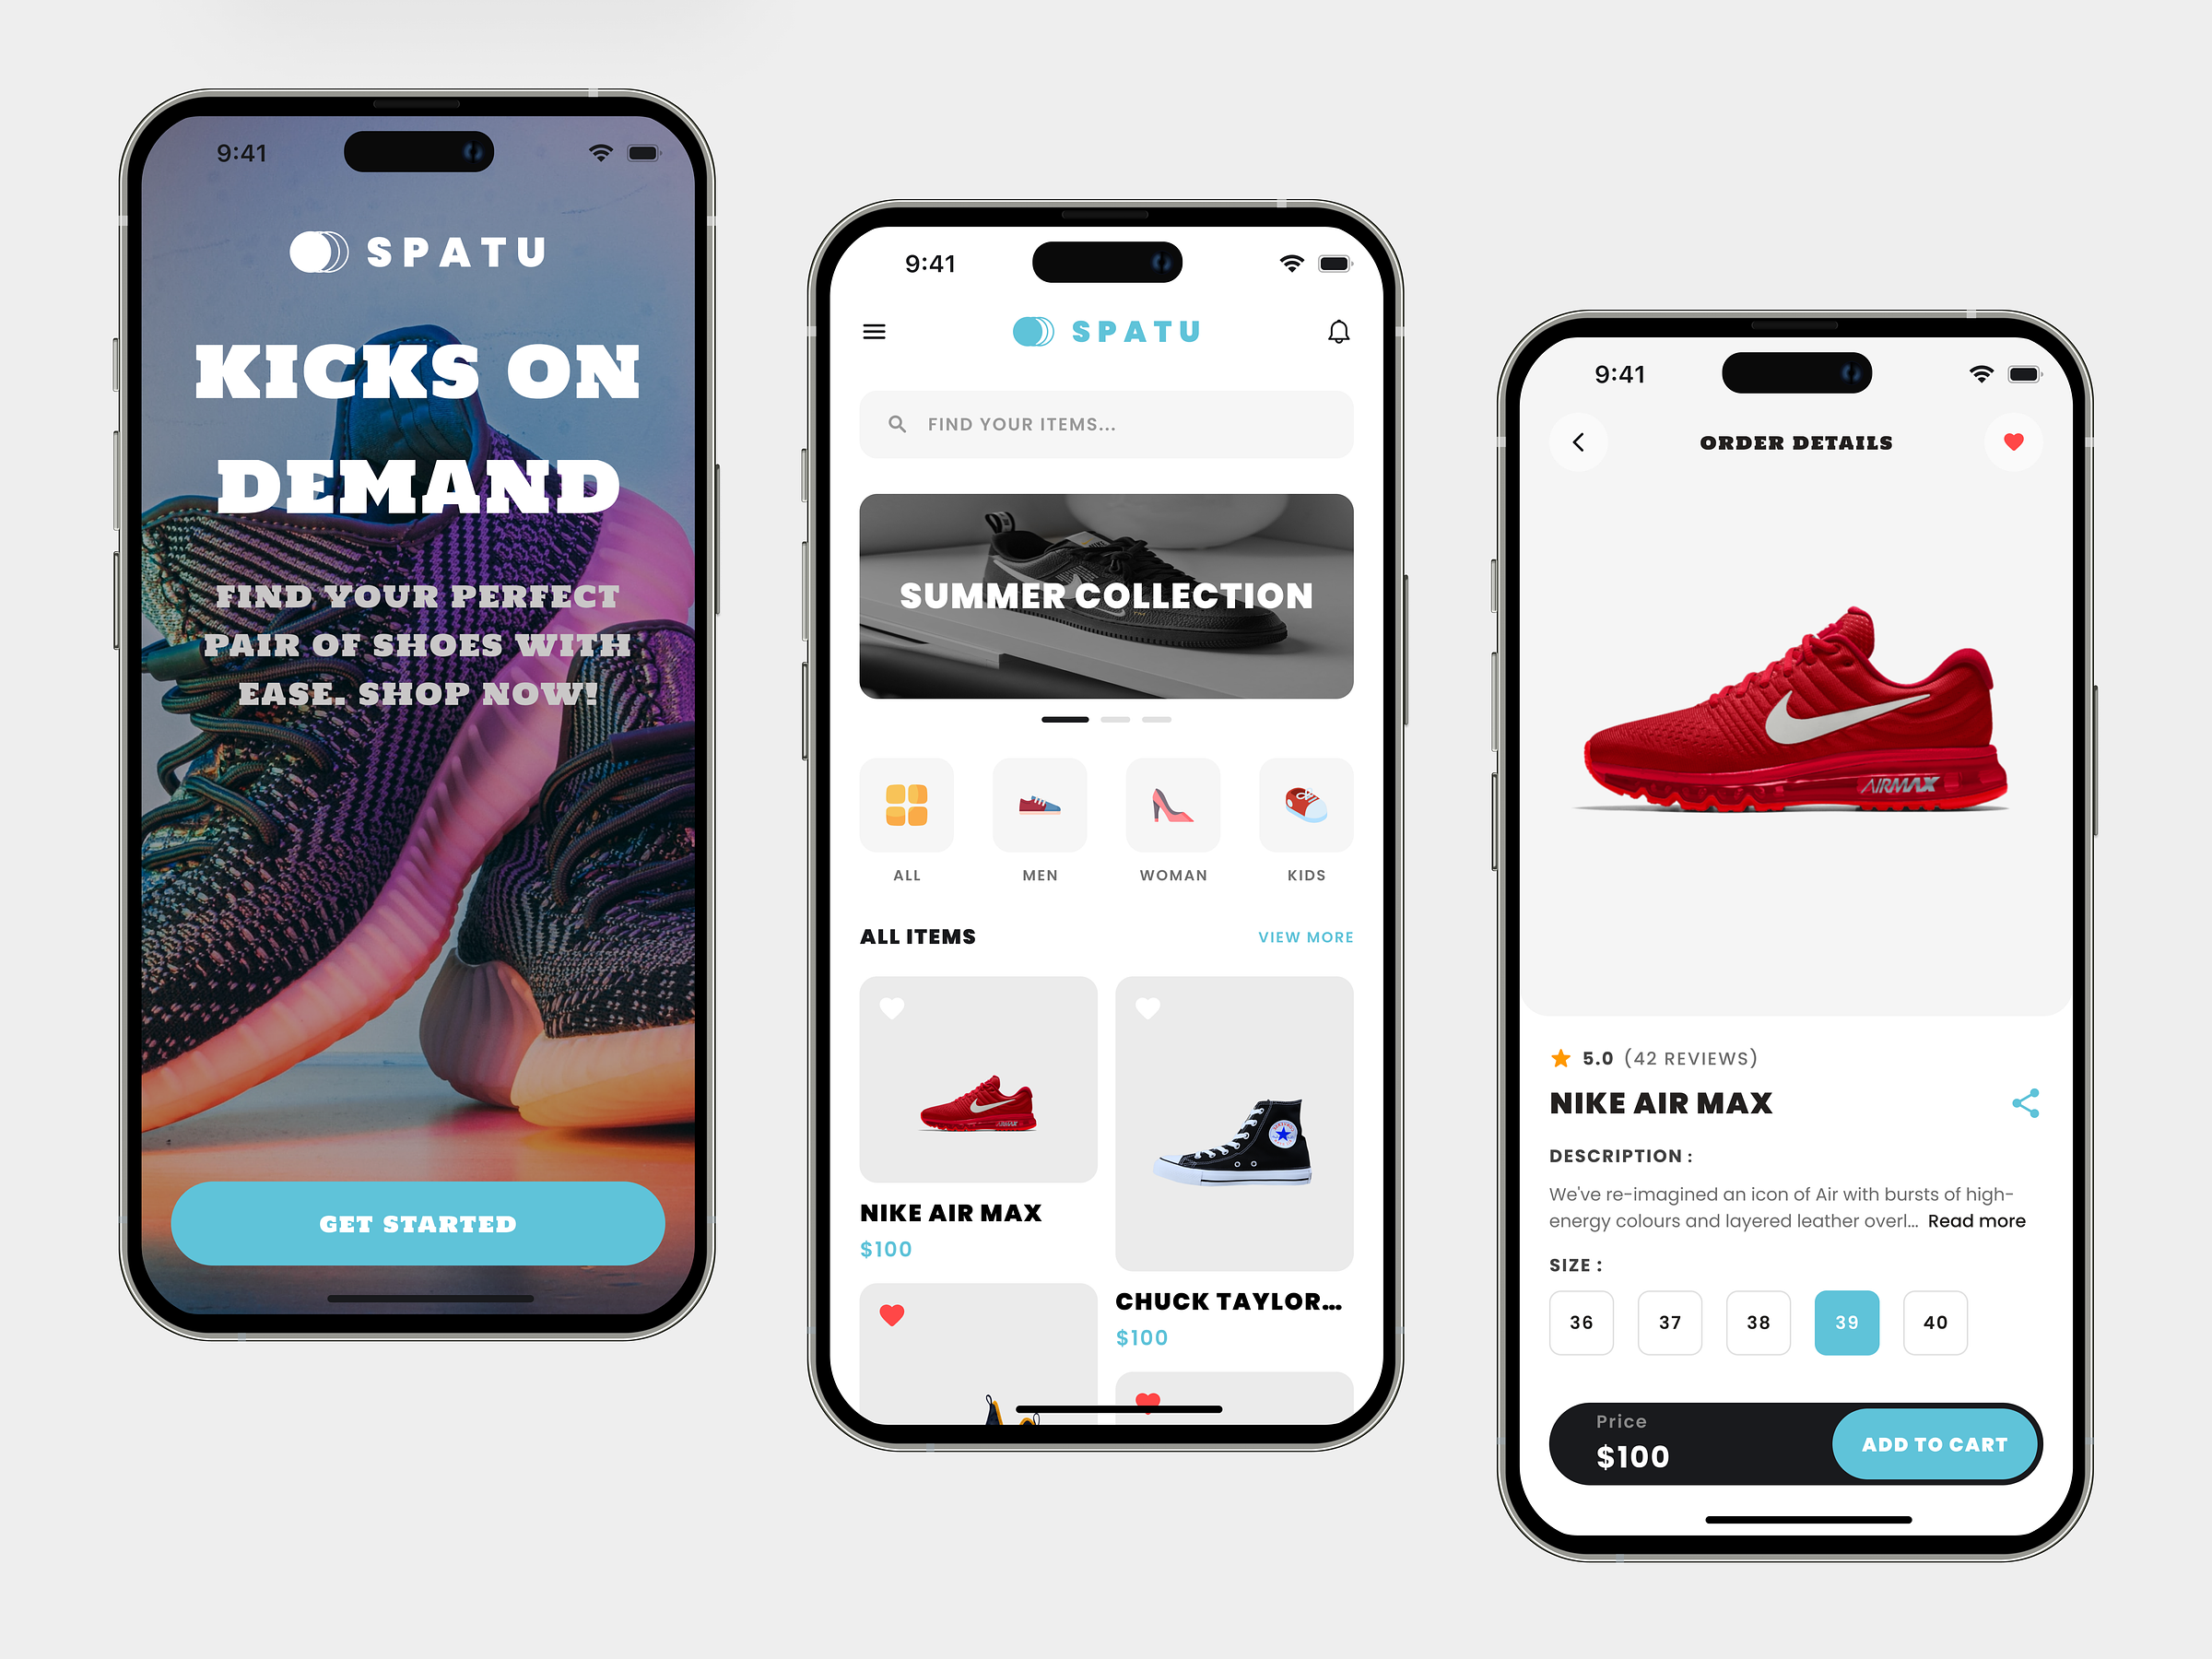 9:41
SPATU
KICKS ON
DEMAND
FIND YOUR PERFECT
PAIR OF SHOES WITH
EASE. SHOP NOW!
GET STARTED
9:41
SPATU
FIND YOUR ITEMS...
SUMMER COLLECTION
ALL MEN WOMAN KIDS
ALL ITEMS VIEW MORE
NIKE AIR MAX
$100
CHUCK TAYLOR...
$100
9:41
ORDER DETAILS
AIRMAX
5.0 (42 REVIEWS)
NIKE AIR MAX
DESCRIPTION :
We've re-imagined an icon of Air with bursts of high-
energy colours and layered leather overl... Read more
SIZE :
36 37 38 39 40
Price
$100
ADD TO CART